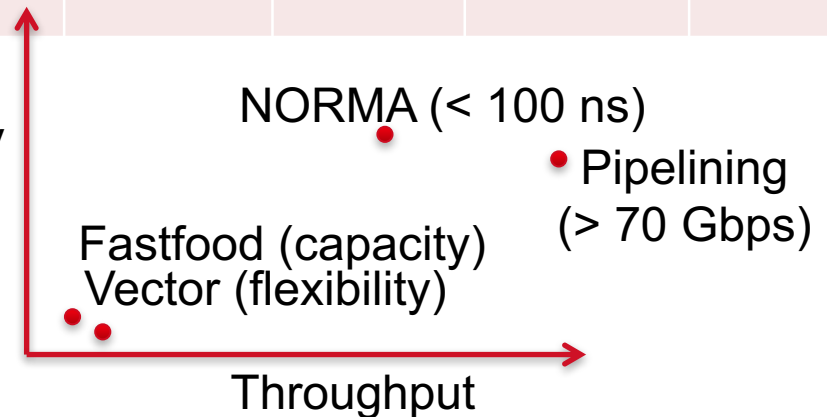 NORMA (< 100 ns)
Pipelining
(> 70 Gbps)
Fastfood (capacity)
Vector (flexibility)
Throughput